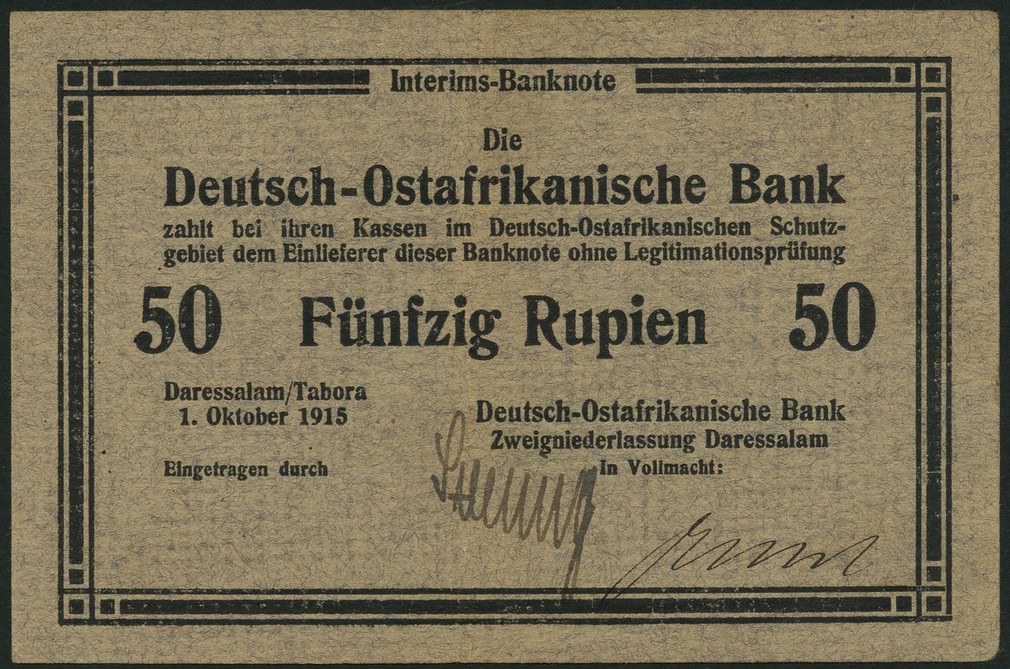 Interims-Banknote
Die
Deutsch-Ostafrikanische Bank
zahlt bei ihren Kassen im Deutsch-Ostafrikanischen Schutz-
gebiet dem Einlieferer dieser Banknote ohne Legitimationsprüfung
50 Fünfzig Rupien 50
Daressalam/Tabora
1. Oktober 1915
Deutsch-Ostafrikanische Bank
Zweigniederlassung Daressalam
Eingetragen durch
In Vollmacht: